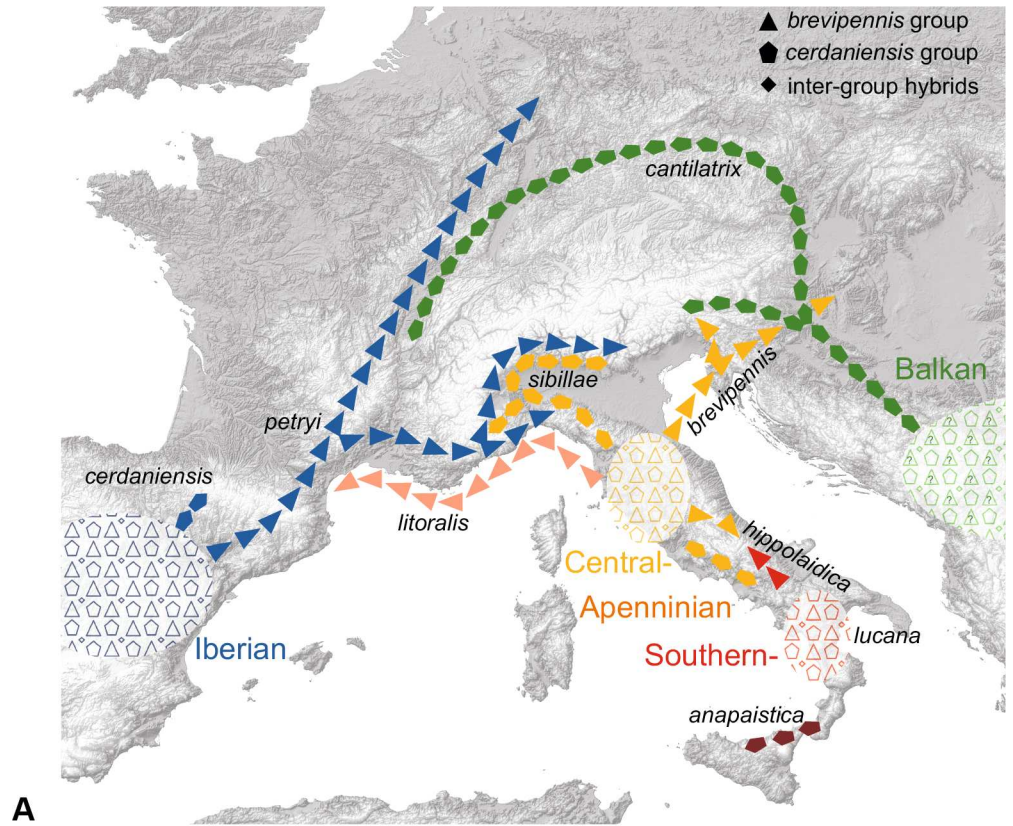 brevipennis group
cerdaniensis group
inter-group hybrids
cantilatrix
sibillae
brevipennis
Balkan
petryi
cerdaniensis
litoralis
hippolaidica
Central-
Apenninian
Iberian
Southern-
lucana
anapaistica
? ? ? ? ? ? ? ?
A